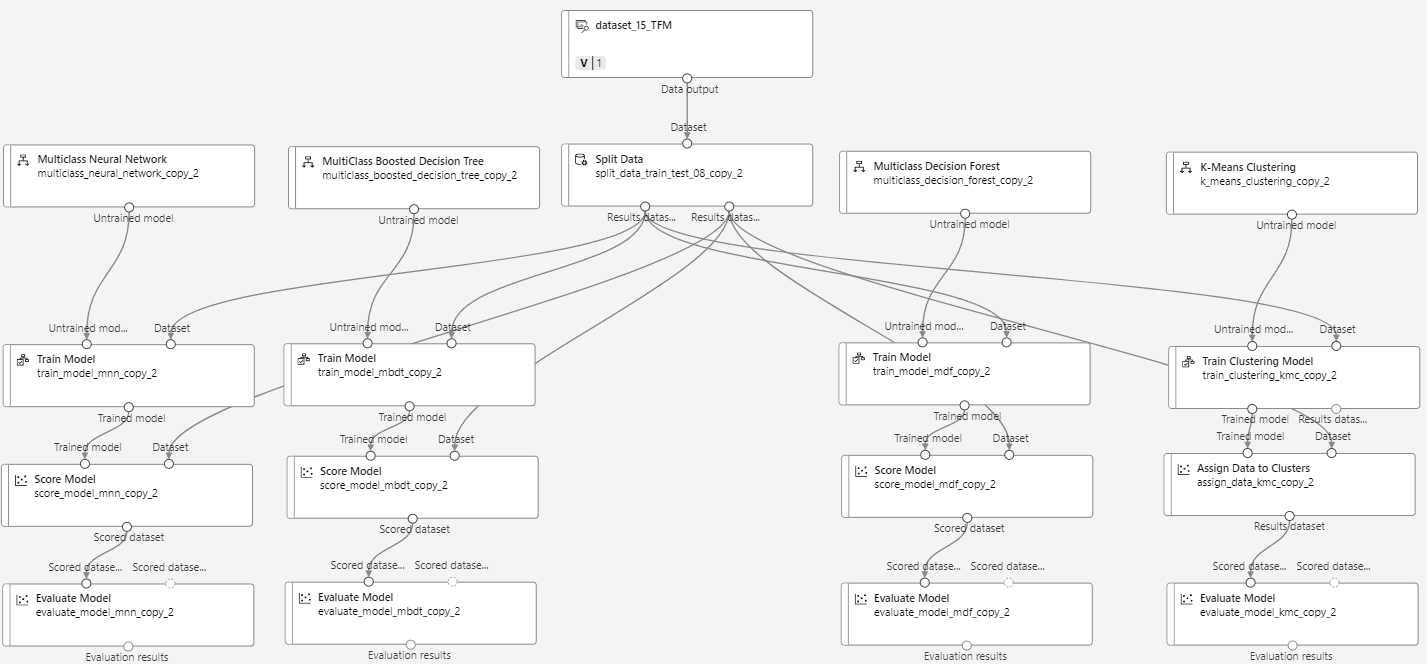 dataset_15_TFM
V | 1
Data output
Dataset
Multiclass Neural Network
multiclass_neural_network_copy_2
Untrained model
MultiClass Boosted Decision Tree
multiclass_boosted_decision_tree_copy_2
Untrained model
Split Data
split_data_train_test_08_copy_2
Results datas...
Results datas...
Multiclass Decision Forest
multiclass_decision_forest_copy_2
Untrained model
K-Means Clustering
k_means_clustering_copy_2
Untrained model
Untrained mod...
Dataset
Train Model
train_model_mnn_copy_2
Trained model
Untrained mod...
Dataset
Train Model
train_model_mbdt_copy_2
Trained model
Untrained mod...
Dataset
Train Model
train_model_mdf_copy_2
Trained model
Untrained mod...
Dataset
Train Clustering Model
train_clustering_kmc_copy_2
Trained model
Results datas...
Trained model
Dataset
Score Model
score_model_mnn_copy_2
Scored dataset
Trained model
Dataset
Score Model
score_model_mbdt_copy_2
Scored dataset
Trained model
Dataset
Score Model
score_model_mdf_copy_2
Scored dataset
Trained model
Dataset
Assign Data to Clusters
assign_data_kmc_copy_2
Results dataset
Scored datase...
Scored datase...
Evaluate Model
evaluate_model_mnn_copy_2
Evaluation results
Scored datase...
Scored datase...
Evaluate Model
evaluate_model_mbdt_copy_2
Evaluation results
Scored datase...
Scored datase...
Evaluate Model
evaluate_model_mdf_copy_2
Evaluation results
Scored datase...
Scored datase...
Evaluate Model
evaluate_model_kmc_copy_2
Evaluation results